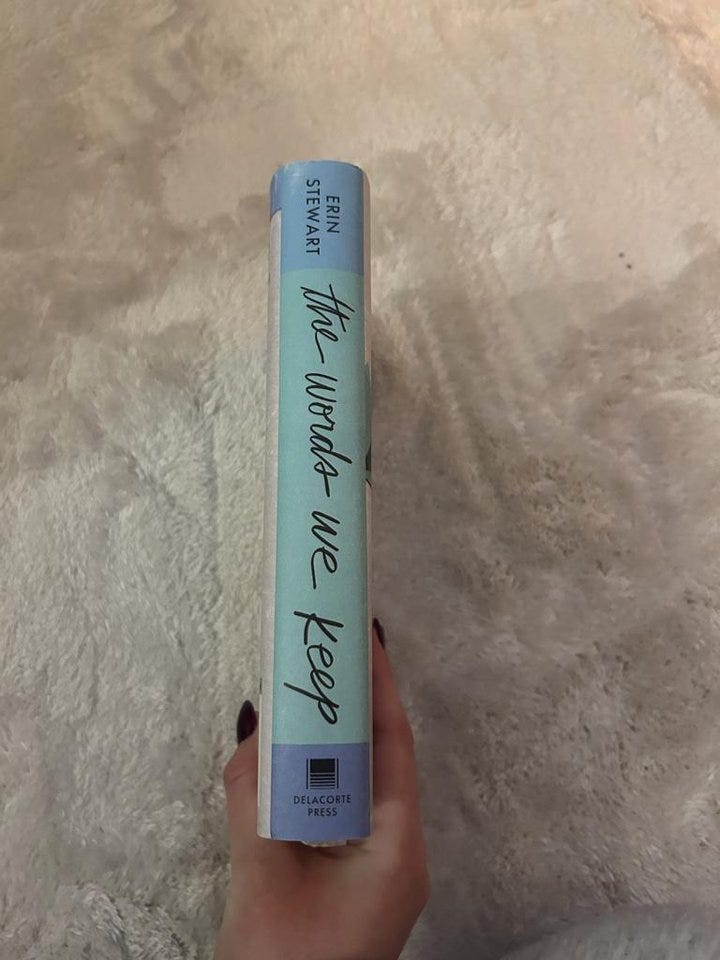 ERIN
STEWART
the words we keep
DELACORTE
PRESS